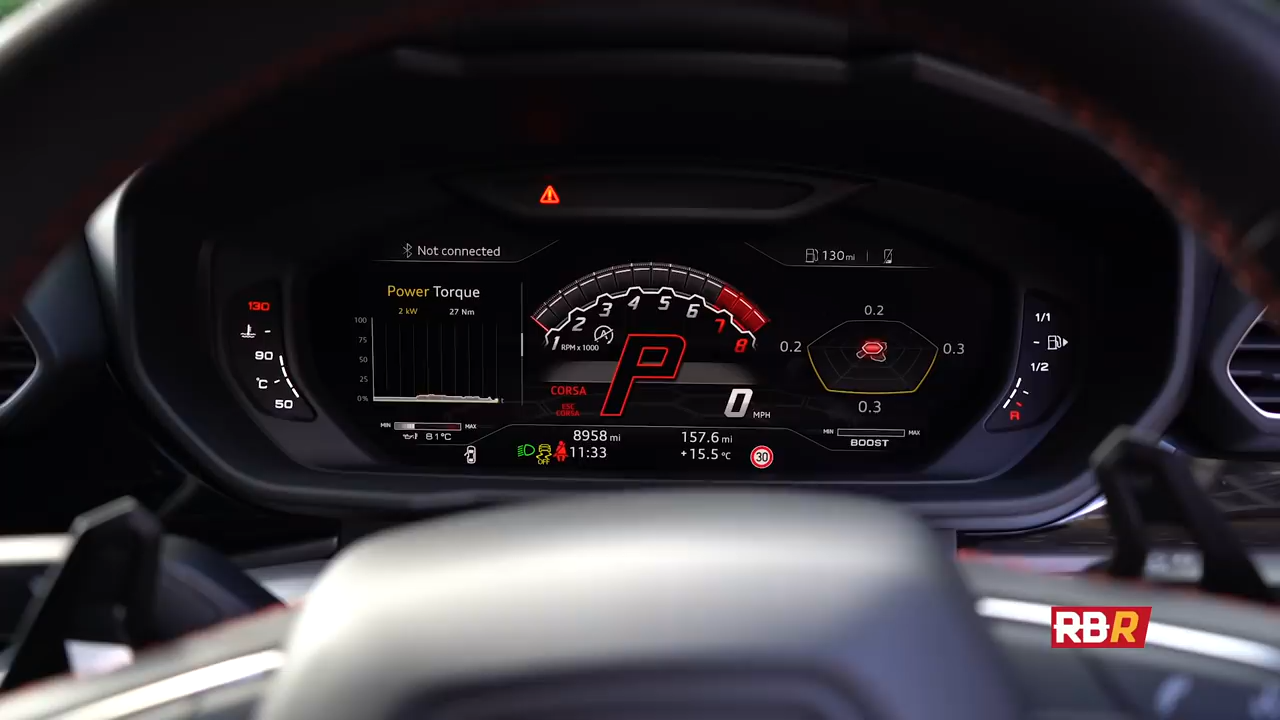 Not connected
130 mi
Power Torque
2 kW 27 Nm
100
75
50
25
0%
MIN MAX
81°C
130
90
°C
50
1 2 3 4 5 6 7 8
RPM x 1000
A
P
CORSA
ESC
CORSA
0 MPH
8958 mi
157.6 mi
OFF
11:33
+15.5 °C
30
0.2
0.2
0.3
0.3
MIN MAX
BOOST
1/1
1/2
R
RBR